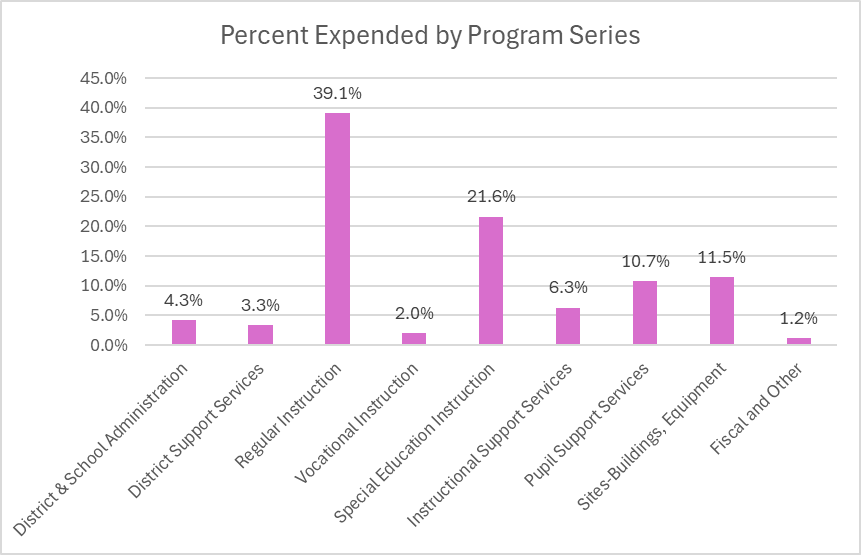 Percent Expended by Program Series
45.0%
40.0%
35.0%
30.0%
25.0%
20.0%
15.0%
10.0%
5.0%
0.0%
4.3%
3.3%
39.1%
2.0%
21.6%
6.3%
10.7%
11.5%
1.2%
District & School Administration
District Support Services
Regular Instruction
Vocational Instruction
Special Education Instruction
Instructional Support Services
Pupil Support Services
Sites-Buildings, Equipment
Fiscal and Other